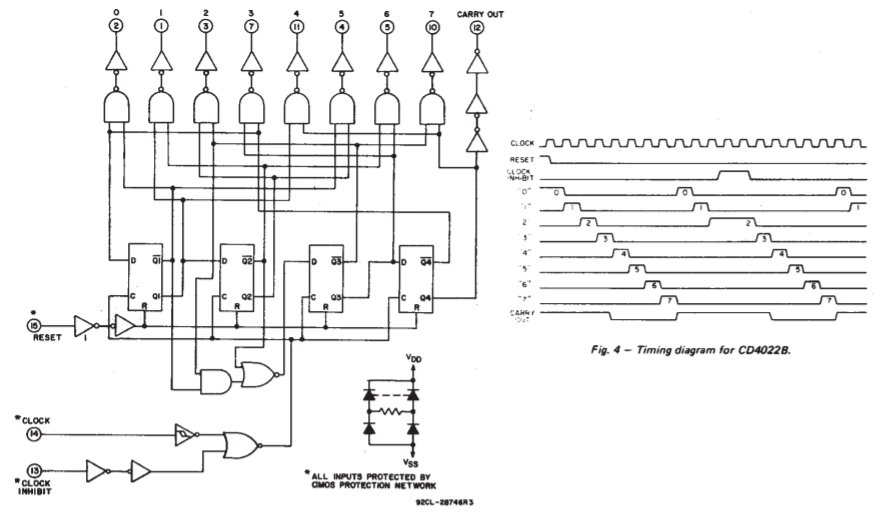 0 1 2 3 4 5 6 7 CARRY OUT
2 1 3 7 11 4 5 10 12
D Q1 D Q2 D Q3 D Q4
C Q1 C Q2 C Q3 C Q4
R R R R
*
15
RESET
1
* CLOCK
14
13
* CLOCK
INHIBIT
VDD
VSS
* ALL INPUTS PROTECTED BY
CMOS PROTECTION NETWORK
92CL-28746R3
CLOCK
RESET
CLOCK
INHIBIT
"0" 0 0 0
"1" 1 1 1
2 2 2
"3" 3 3
"4" 4 4
"5" 5 5
"6" 6 6
"7" 7 7
CARRY
OUT
Fig. 4 – Timing diagram for CD4022B.